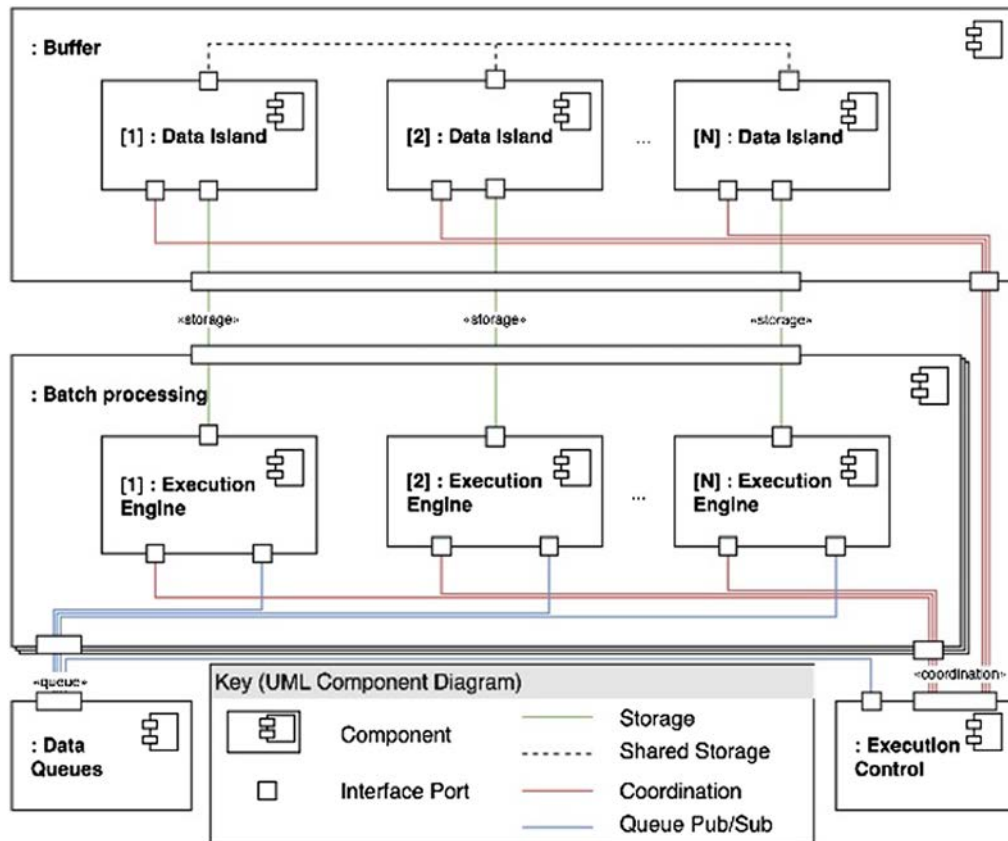 : Buffer
[1] : Data Island
[2] : Data Island
...
[N] : Data Island
«storage»
«storage»
«storage»
: Batch processing
[1] : Execution
Engine
[2] : Execution
Engine
...
[N] : Execution
Engine
«queue»
«coordination»
: Data
Queues
Key (UML Component Diagram)
Component
Interface Port
Storage
Shared Storage
Coordination
Queue Pub/Sub
: Execution
Control